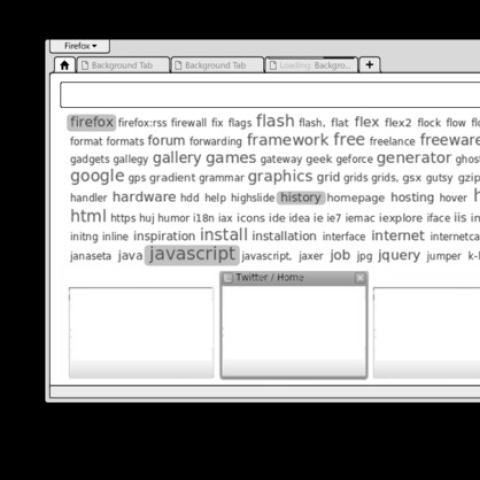 Firefox
Background Tab Background Tab Loading: Backgro... +
firefox firefox:rss firewall fix flags flash flash, flat flex flex2 flock flow
format formats forum forwarding framework free freelance freeware
gadgets gallegy gallery games gateway geek geforce generator ghos
google gps gradient grammar graphics grid grids grids, gsx gutsy gzip
handler hardware hdd help highslide history homepage hosting hover h
html https huj humor i18n iax icons ide idea ie ie7 iemac iexplore iface iis in
initng inline inspiration install installation interface internet internetca
janaseta java javascript javascript, jaxer job jpg jquery jumper k-
Twitter / Home